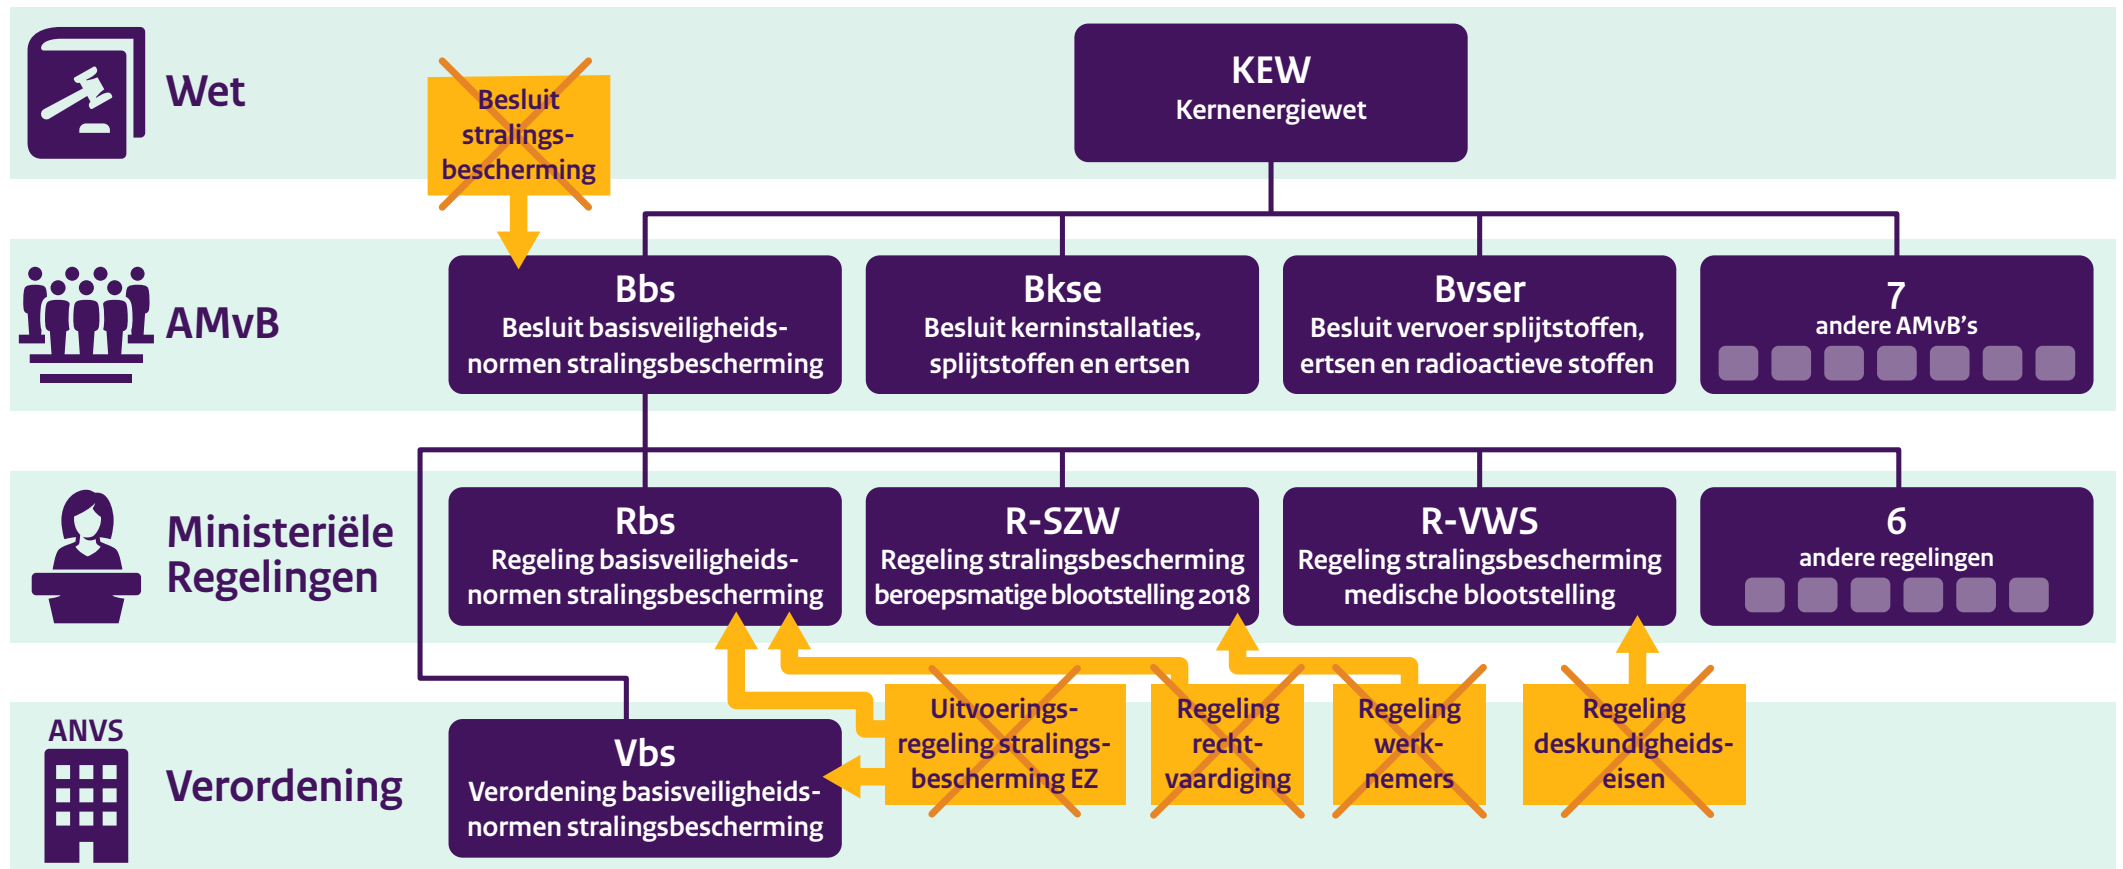 Wet
Besluit
stralings-
bescherming
KEW
Kernenergiewet
AMvB
Bbs
Besluit basisveiligheids-
normen stralingsbescherming
Bkse
Besluit kerninstallaties,
splijtstoffen en ertsen
Bvser
Besluit vervoer splijtstoffen,
ertsen en radioactieve stoffen
7
andere AMvB's
Ministeriële
Regelingen
Rbs
Regeling basisveiligheids-
normen stralingsbescherming
R-SZW
Regeling stralingsbescherming
beroepsmatige blootstelling 2018
R-VWS
Regeling stralingsbescherming
medische blootstelling
6
andere regelingen
ANVS
Verordening
Vbs
Verordening basisveiligheids-
normen stralingsbescherming
Uitvoerings-
regeling stralings-
bescherming EZ
Regeling
recht-
vaardiging
Regeling
werk-
nemers
Regeling
deskundigheids-
eisen